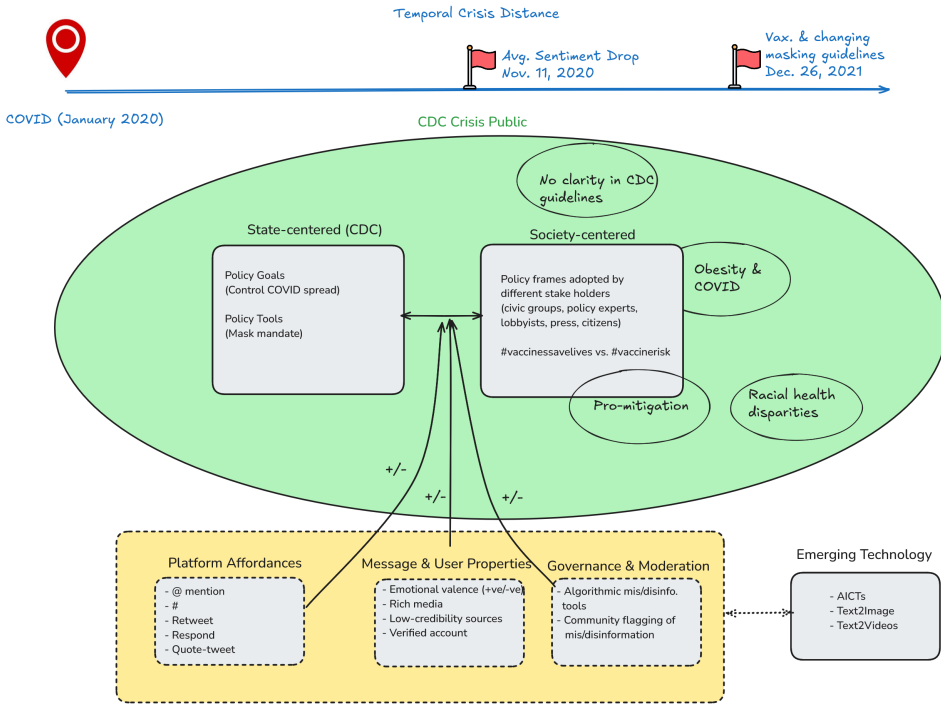 Temporal Crisis Distance
Avg. Sentiment Drop
Nov. 11, 2020
Vax. & changing
masking guidelines
Dec. 26, 2021
COVID (January 2020)
CDC Crisis Public
No clarity in CDC
guidelines
State-centered (CDC)
Policy Goals
(Control COVID spread)
Policy Tools
(Mask mandate)
Society-centered
Policy frames adopted by
different stake holders
(civic groups, policy experts,
lobbyists, press, citizens)
#vaccinessavelives vs. #vaccinerisk
Obesity &
COVID
Pro-mitigation
Racial health
disparities
+/-
+/-
+/-
Platform Affordances
- @ mention
- #
- Retweet
- Respond
- Quote-tweet
Message & User Properties
- Emotional valence (+ve/-ve)
- Rich media
- Low-credibility sources
- Verified account
Governance & Moderation
- Algorithmic mis/disinfo.
tools
- Community flagging of
mis/disinformation
Emerging Technology
- AICTs
- Text2Image
- Text2Videos